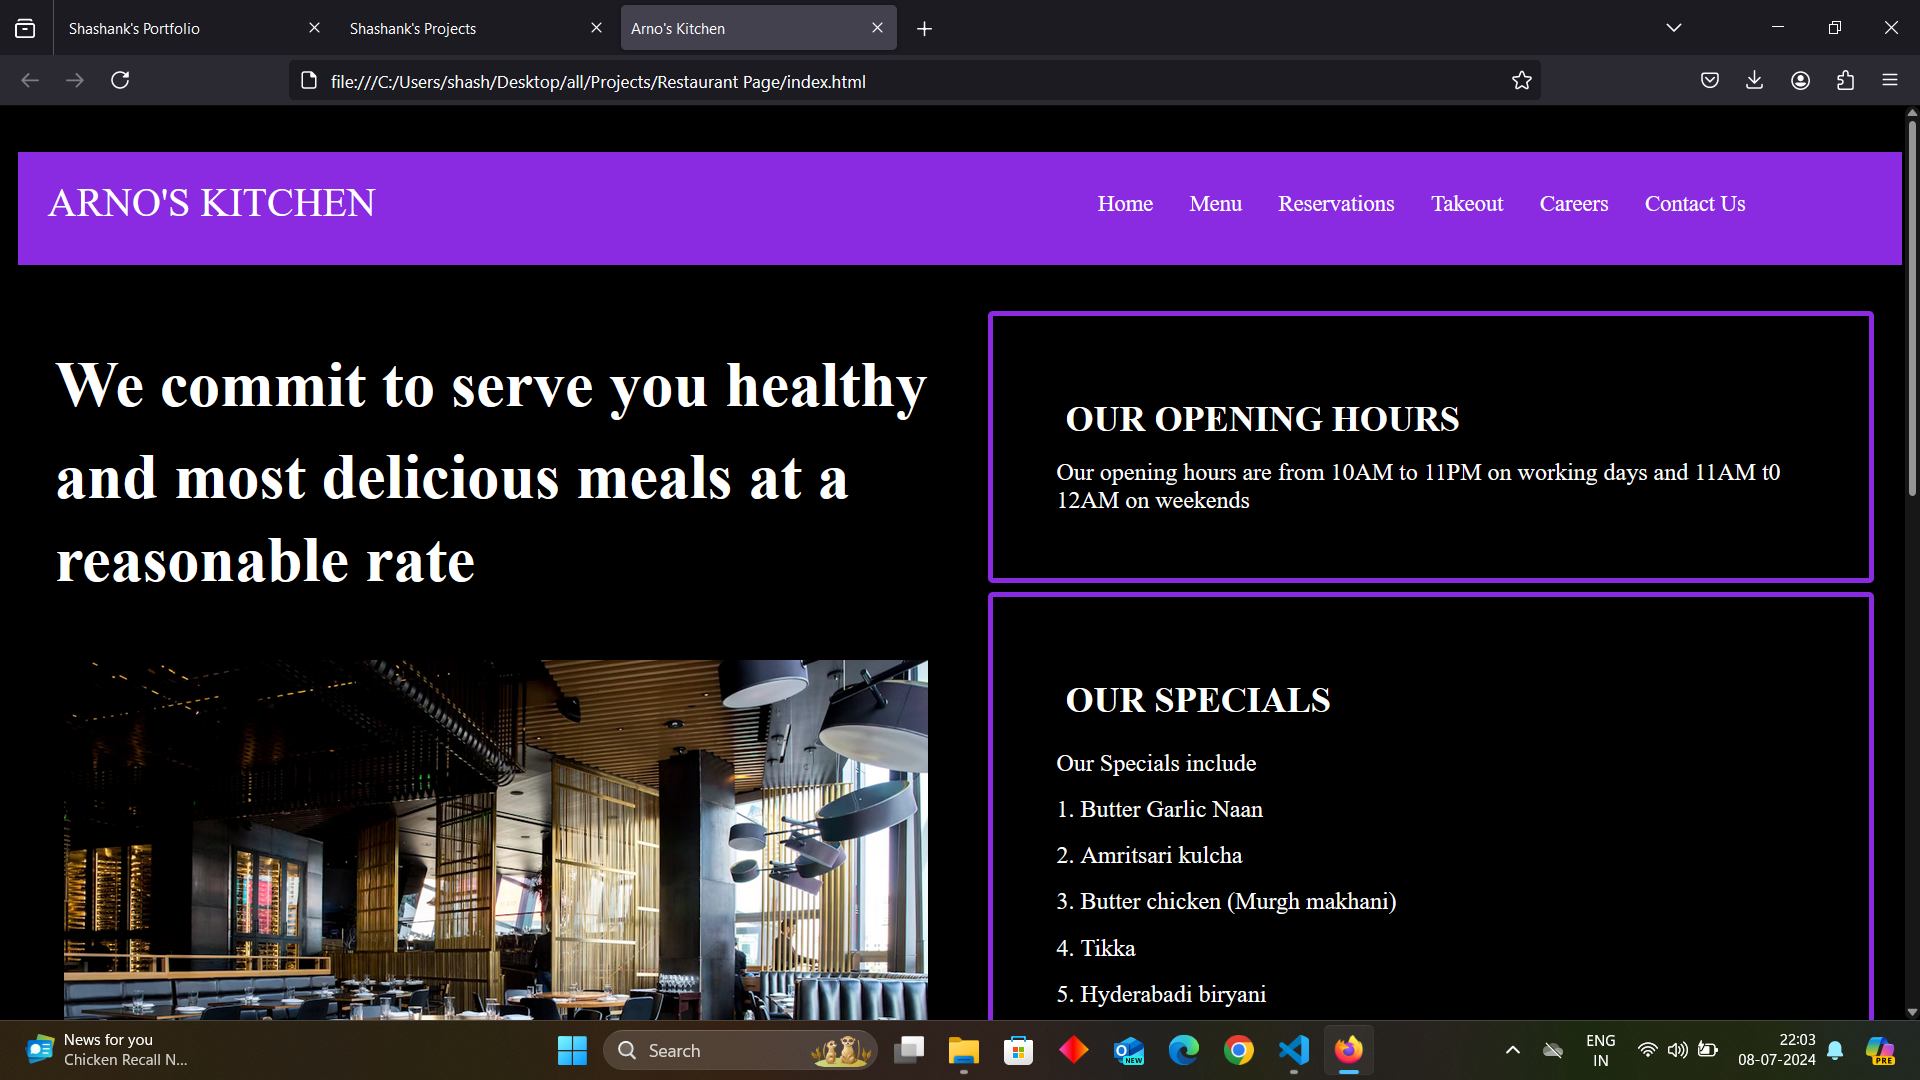 Shashank's Portfolio
Shashank's Projects
Arno's Kitchen
file:///C:/Users/shash/Desktop/all/Projects/Restaurant Page/index.html
ARNO'S KITCHEN
Home Menu Reservations Takeout Careers Contact Us
We commit to serve you healthy
and most delicious meals at a
reasonable rate
OUR OPENING HOURS
Our opening hours are from 10AM to 11PM on working days and 11AM t0
12AM on weekends
OUR SPECIALS
Our Specials include
1. Butter Garlic Naan
2. Amritsari kulcha
3. Butter chicken (Murgh makhani)
4. Tikka
5. Hyderabadi biryani
News for you
Chicken Recall N...
Search
NEW
ENG
IN
22:03
08-07-2024
PRE